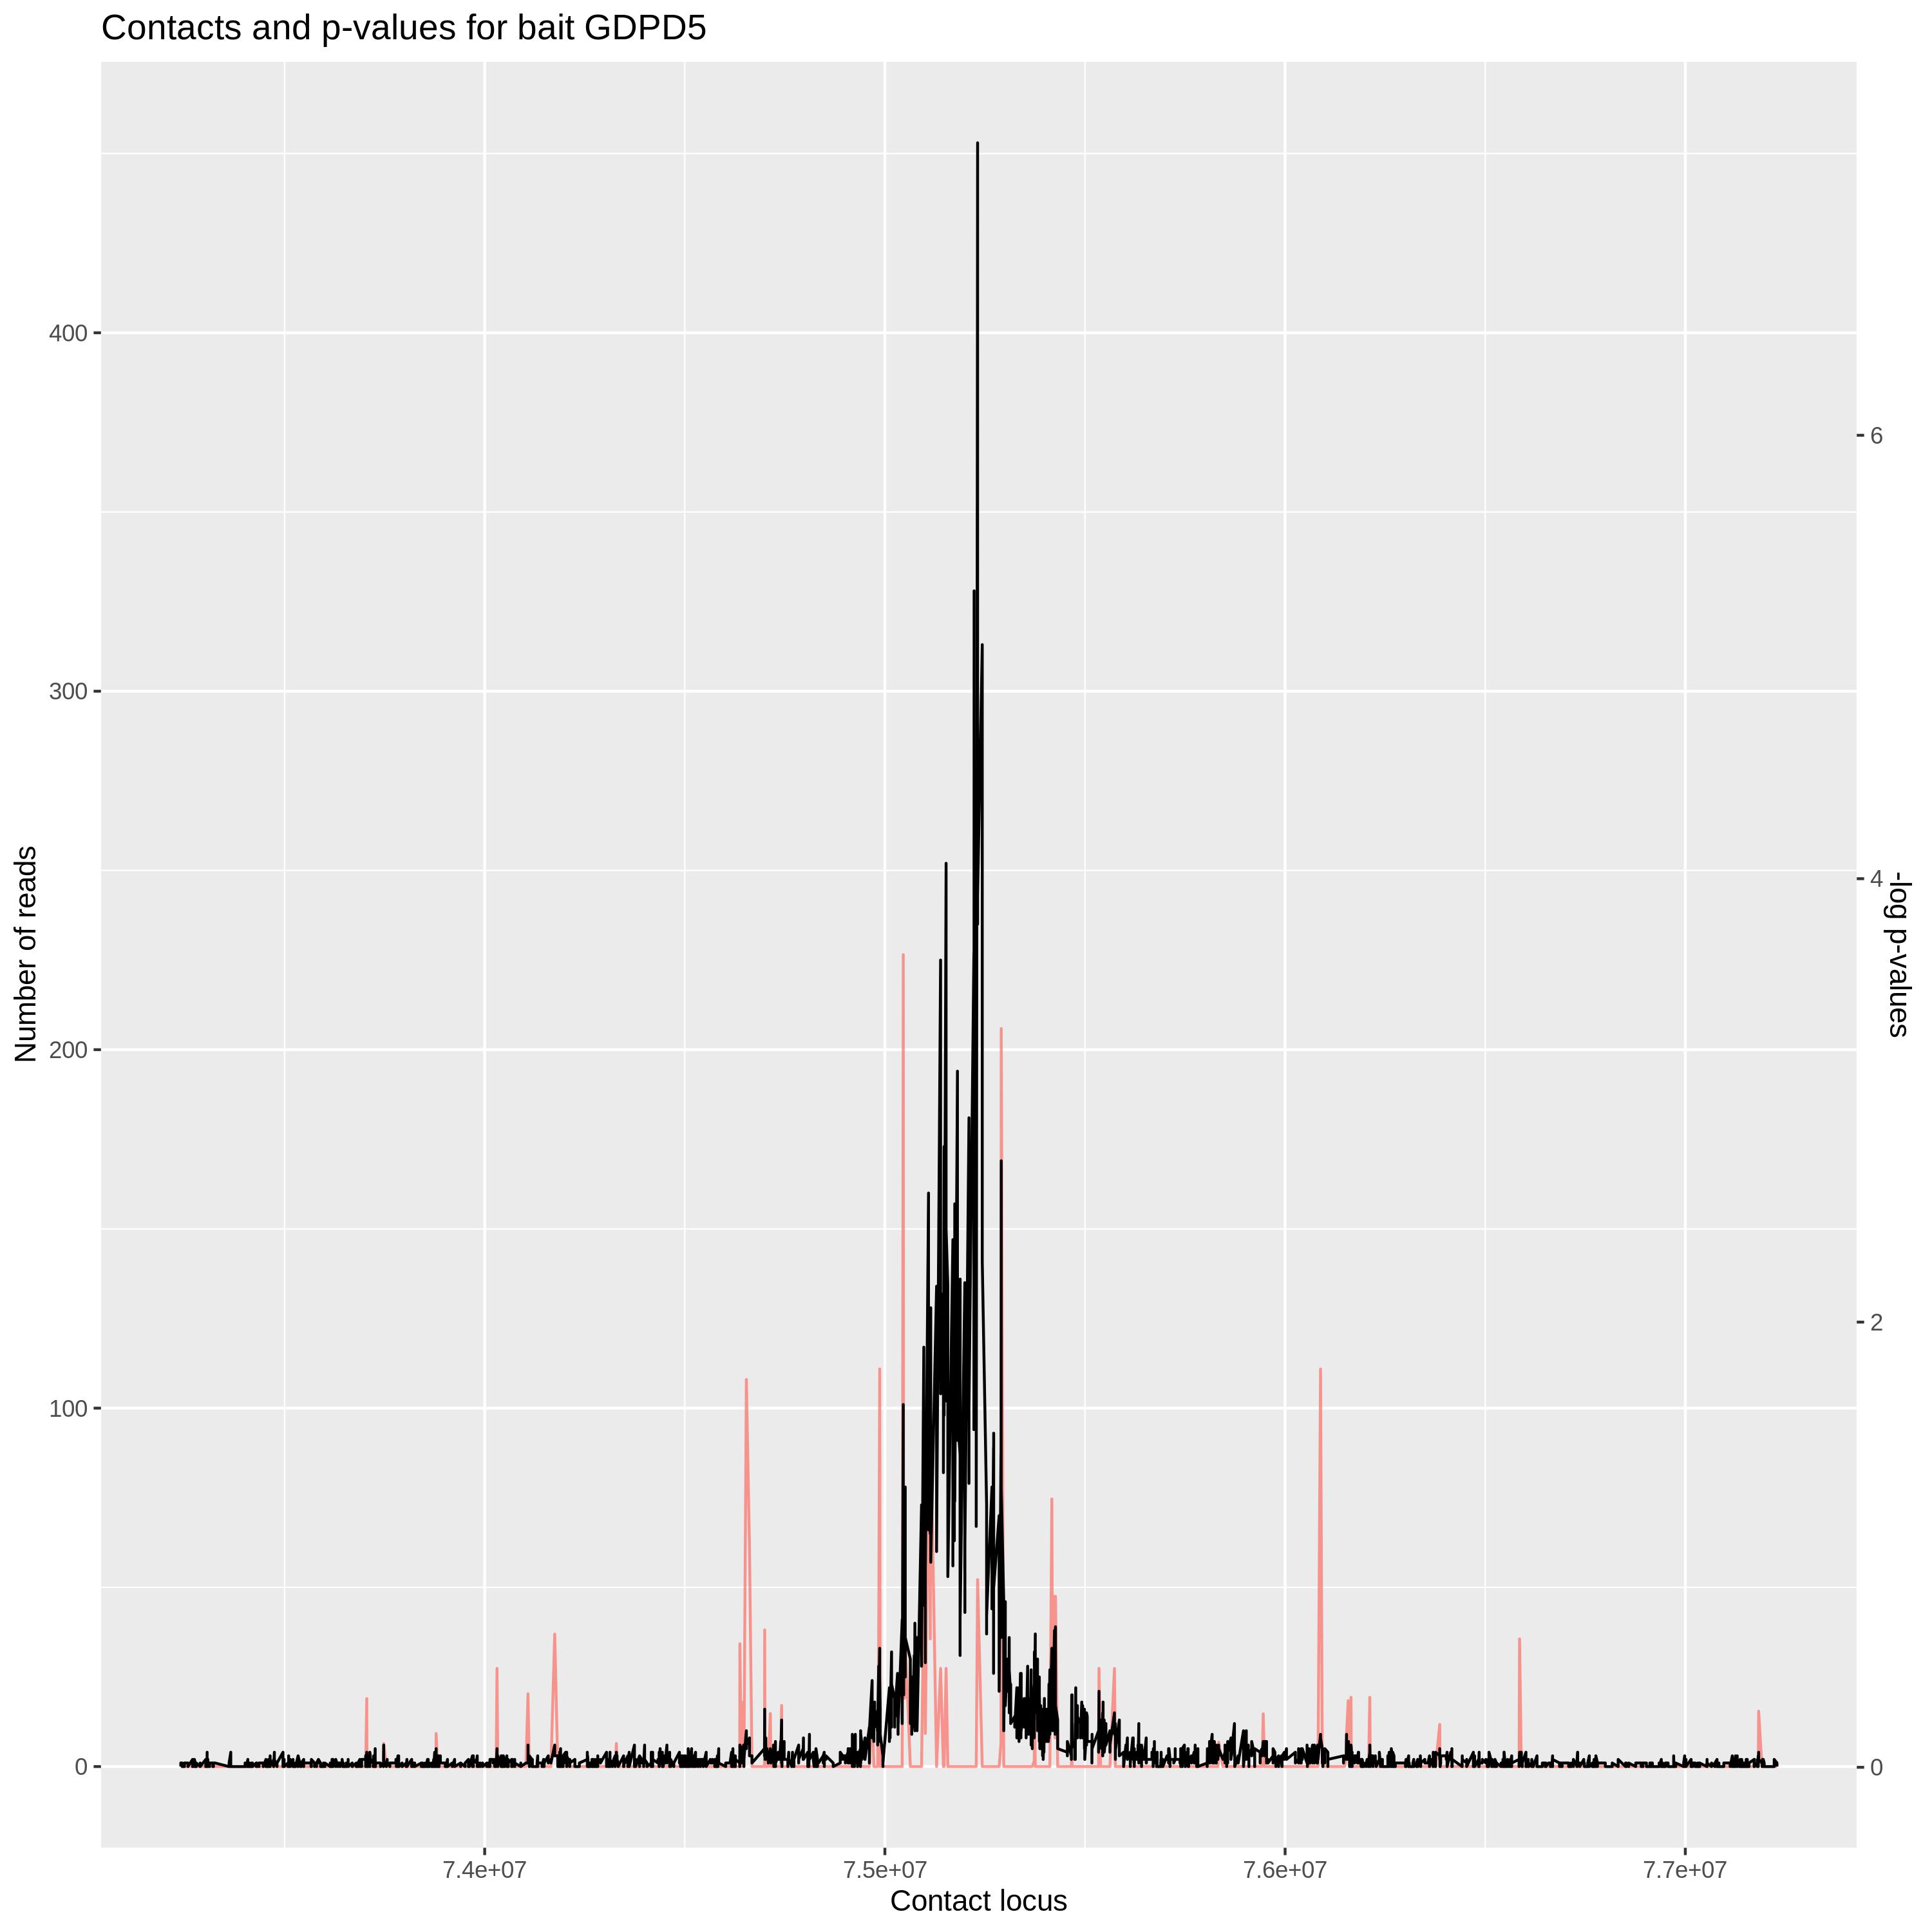 Contacts and p-values for bait GDPD5
Number of reads
400
300
200
100
0
6
4
2
0
-log p-values
7.4e+07
7.5e+07
7.6e+07
7.7e+07
Contact locus